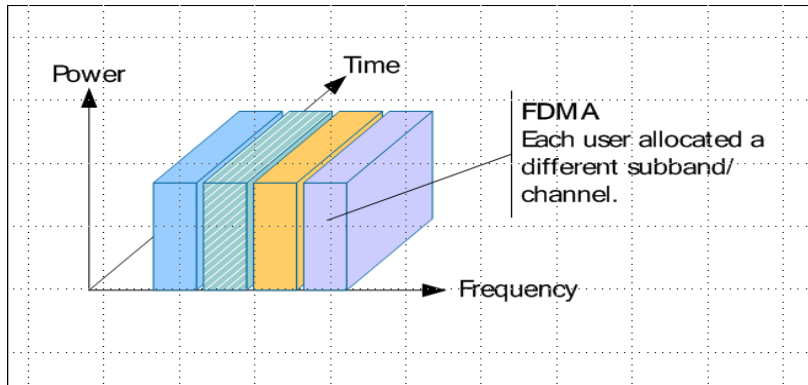 Power
Time
FDMA
Each user allocated a
different subband/
channel.
Frequency